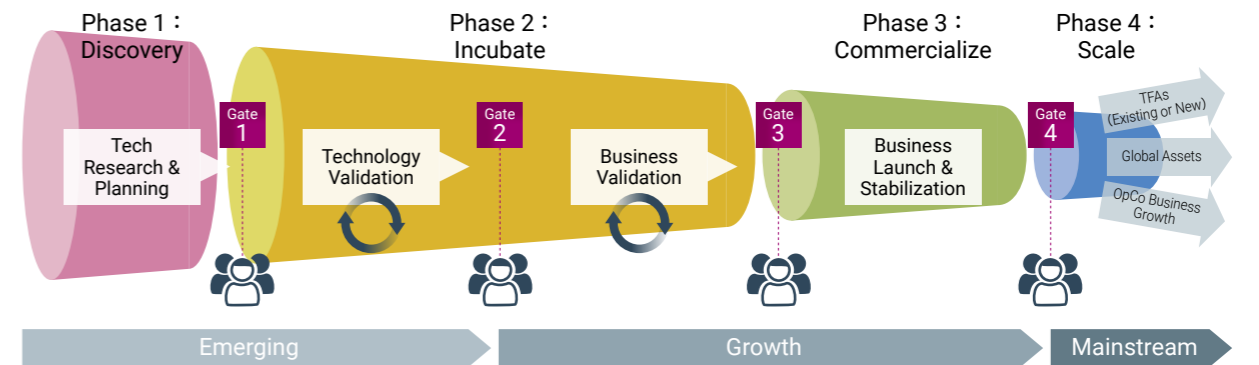 Phase 1：
Discovery
Phase 2：
Incubate
Phase 3：
Commercialize
Phase 4：
Scale
Gate
1
Gate
2
Gate
3
Gate
4
Tech
Research &
Planning
Technology
Validation
Business
Validation
Business
Launch &
Stabilization
TFAs
(Existing or New)
Global Assets
OpCo Business
Growth
Emerging
Growth
Mainstream